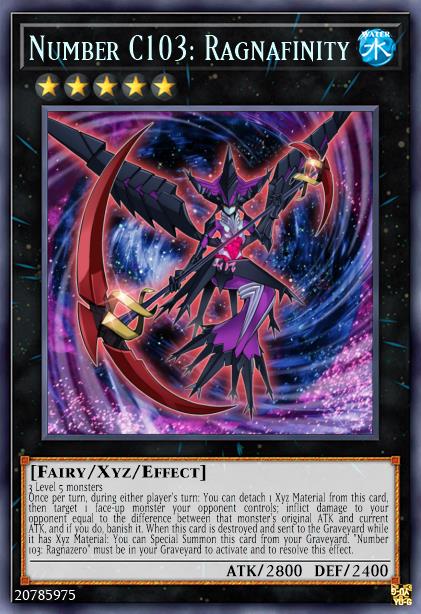 NUMBER C103: RAGNAFINITY
WATER
水
[FAIRY/XYZ/EFFECT]
3 Level 5 monsters
Once per turn, during either player's turn: You can detach 1 Xyz Material from this card,
then target 1 face-up monster your opponent controls; inflict damage to your
opponent equal to the difference between that monster's original ATK and current
ATK, and if you do, banish it. When this card is destroyed and sent to the Graveyard while
it has Xyz Material: You can Special Summon this card from your Graveyard. "Number
103: Ragnazero" must be in your Graveyard to activate and to resolve this effect.
ATK/2800 DEF/2400
20785975